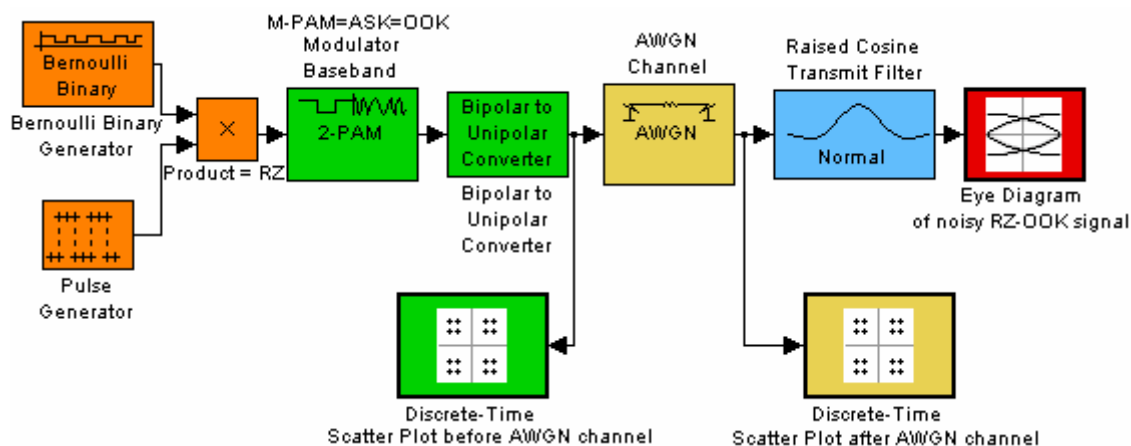 Bernoulli
Binary
Bernoulli Binary
Generator
Pulse
Generator
×
Product = RZ
M-PAM=ASK=OOK
Modulator
Baseband
2-PAM
Bipolar to
Unipolar
Converter
Bipolar to
Unipolar
Converter
AWGN
Channel
AWGN
Raised Cosine
Transmit Filter
Normal
Eye Diagram
of noisy RZ-OOK signal
Discrete-Time
Scatter Plot before AWGN channel
Discrete-Time
Scatter Plot after AWGN channel